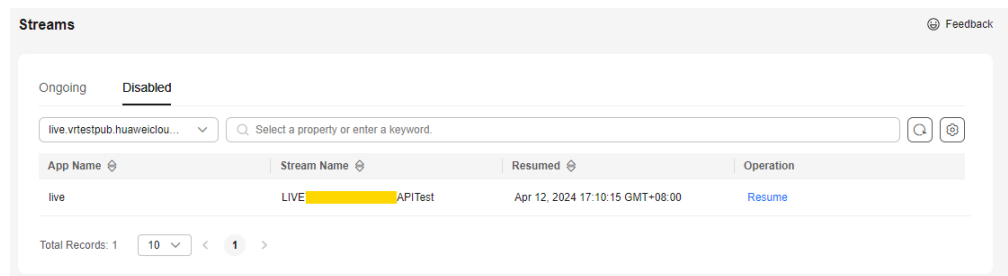 Streams
Feedback
Ongoing Disabled
live.vrtestpub.huaweiclou... Select a property or enter a keyword.
App Name Stream Name Resumed Operation
live LIVE APITest Apr 12, 2024 17:10:15 GMT+08:00 Resume
Total Records: 1 10 < 1 >